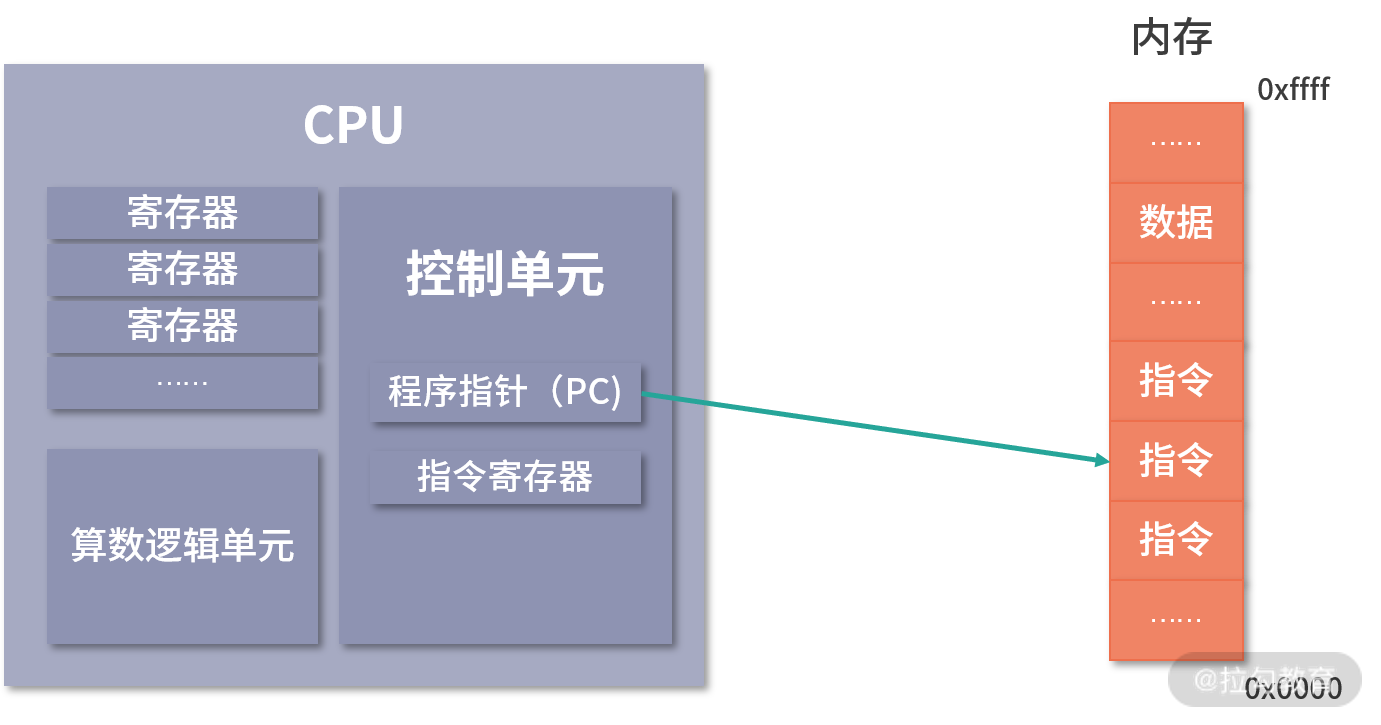 内存
0xffff
CPU
寄存器
寄存器
寄存器
……
算数逻辑单元
控制单元
程序指针（PC)
指令寄存器
……
数据
……
指令
指令
指令
……
@拉勾教育
0x0000